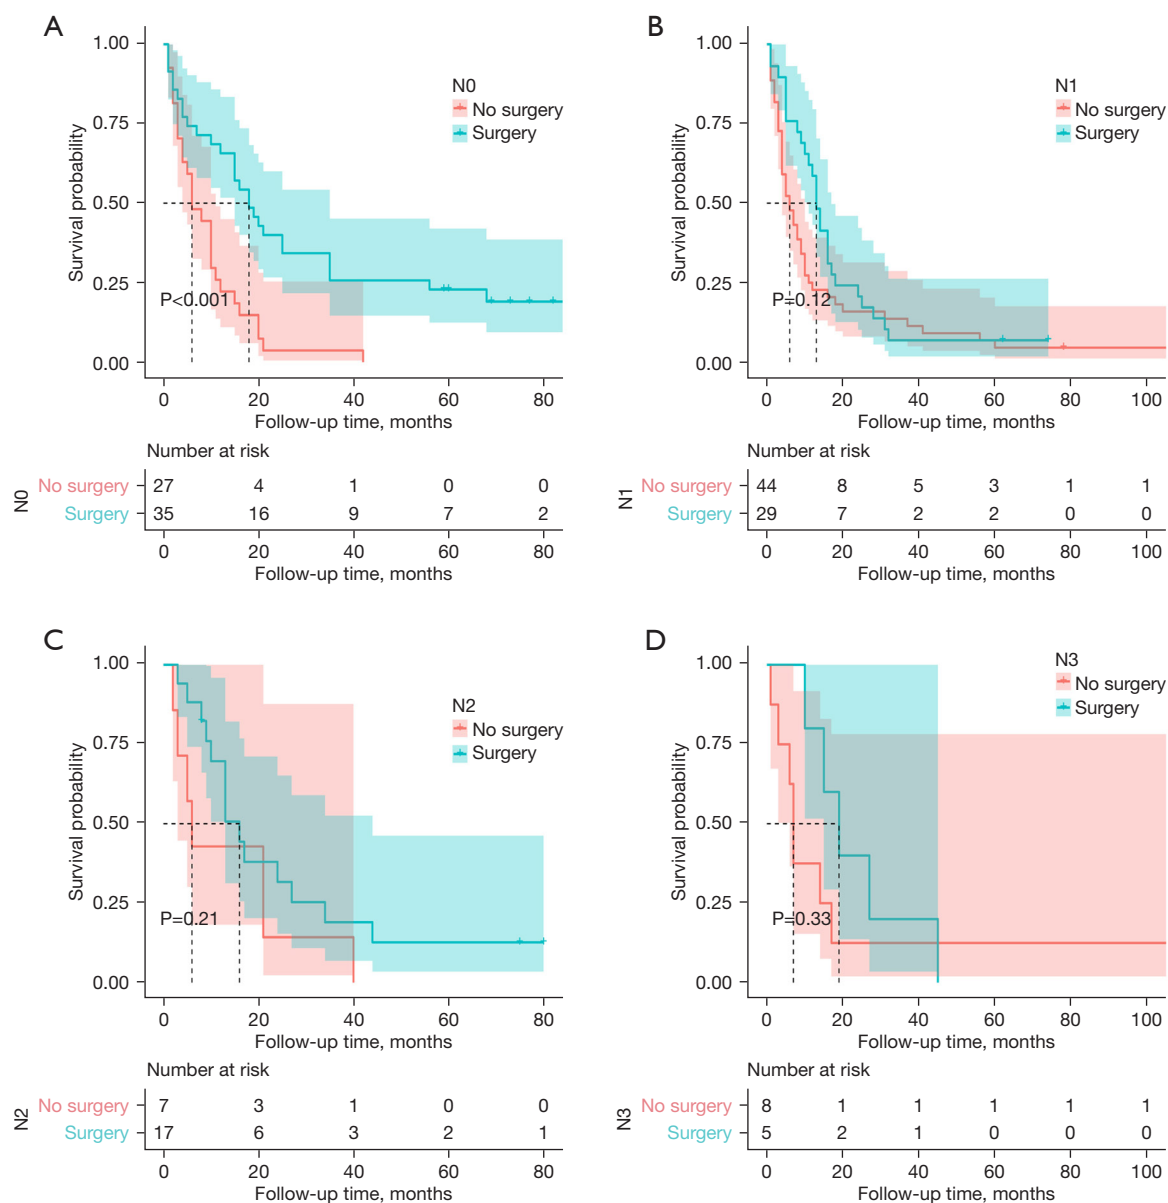 A
Survival probability
1.00
0.75
0.50
0.25
0.00
N0
No surgery
Surgery
P<0.001
0 20 40 60 80
Follow-up time, months
Number at risk
N0
No surgery 27 4 1 0 0
Surgery 35 16 9 7 2
0 20 40 60 80
Follow-up time, months
B
Survival probability
1.00
0.75
0.50
0.25
0.00
N1
No surgery
Surgery
P=0.12
0 20 40 60 80 100
Follow-up time, months
Number at risk
N1
No surgery 44 8 5 3 1 1
Surgery 29 7 2 2 0 0
0 20 40 60 80 100
Follow-up time, months
C
Survival probability
1.00
0.75
0.50
0.25
0.00
N2
No surgery
Surgery
P=0.21
0 20 40 60 80
Follow-up time, months
Number at risk
N2
No surgery 7 3 1 0 0
Surgery 17 6 3 2 1
0 20 40 60 80
Follow-up time, months
D
Survival probability
1.00
0.75
0.50
0.25
0.00
N3
No surgery
Surgery
P=0.33
0 20 40 60 80 100
Follow-up time, months
Number at risk
N3
No surgery 8 1 1 1 1 1
Surgery 5 2 1 0 0 0
0 20 40 60 80 100
Follow-up time, months